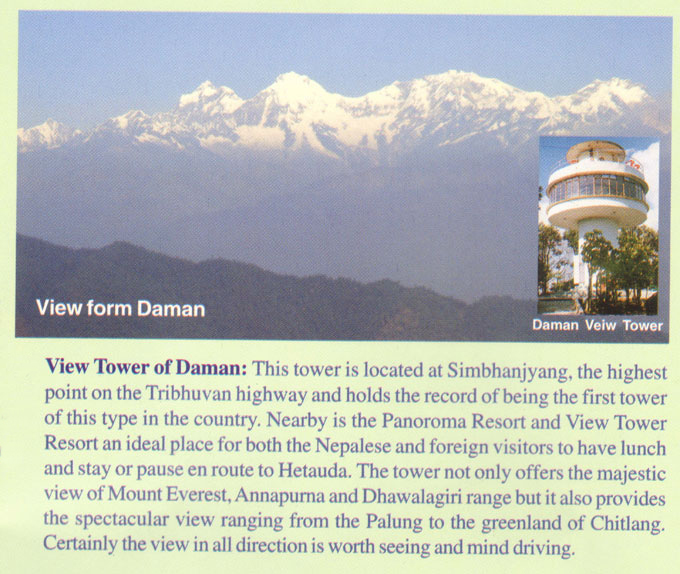 View form Daman
Daman Veiw Tower
View Tower of Daman: This tower is located at Simbhanjyang, the highest
point on the Tribhuvan highway and holds the record of being the first tower
of this type in the country. Nearby is the Panoroma Resort and View Tower
Resort an ideal place for both the Nepalese and foreign visitors to have lunch
and stay or pause en route to Hetauda. The tower not only offers the majestic
view of Mount Everest, Annapurna and Dhawalagiri range but it also provides
the spectacular view ranging from the Palung to the greenland of Chitlang.
Certainly the view in all direction is worth seeing and mind driving.